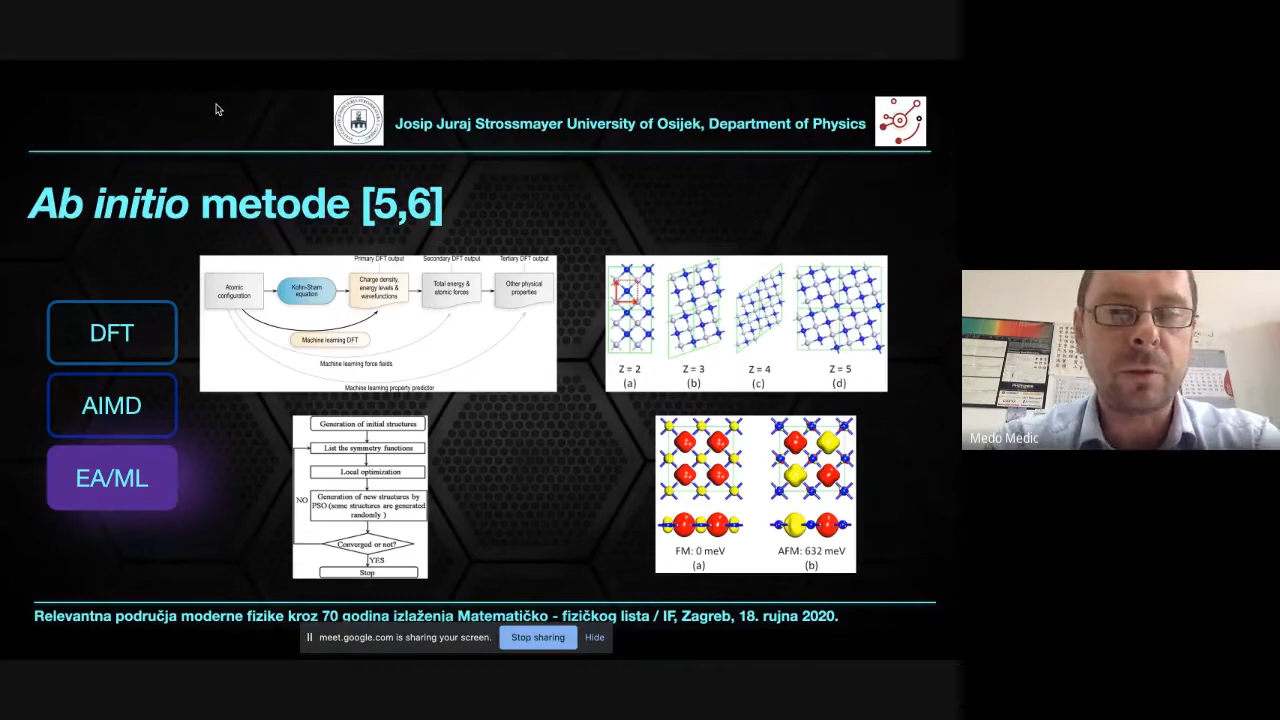 Josip Juraj Strossmayer University of Osijek, Department of Physics
Ab initio metode [5,6]
DFT
AIMD
EA/ML
Primary DFT output
Secondary DFT output
Tertiary DFT output
Atomic
configuration
Kohn-Sham
equation
Charge density,
energy levels &
wavefunctions
Total energy &
atomic forces
Other physical
properties
Machine learning DFT
Machine learning force fields
Machine learning property predictor
Z = 2
Z = 3
Z = 4
Z = 5
(a)
(b)
(c)
(d)
Generation of initial structures
List the symmetry functions
Local optimization
Generation of new structures by
PSO (some structures are generated
randomly )
NO
Converged or not?
YES
Stop
FM: 0 meV
AFM: 632 meV
(a)
(b)
Medo Medic
Relevantna područja moderne fizike kroz 70 godina izlaženja Matematičko - fizičkog lista / IF, Zagreb, 18. rujna 2020.
meet.google.com is sharing your screen.
Stop sharing
Hide